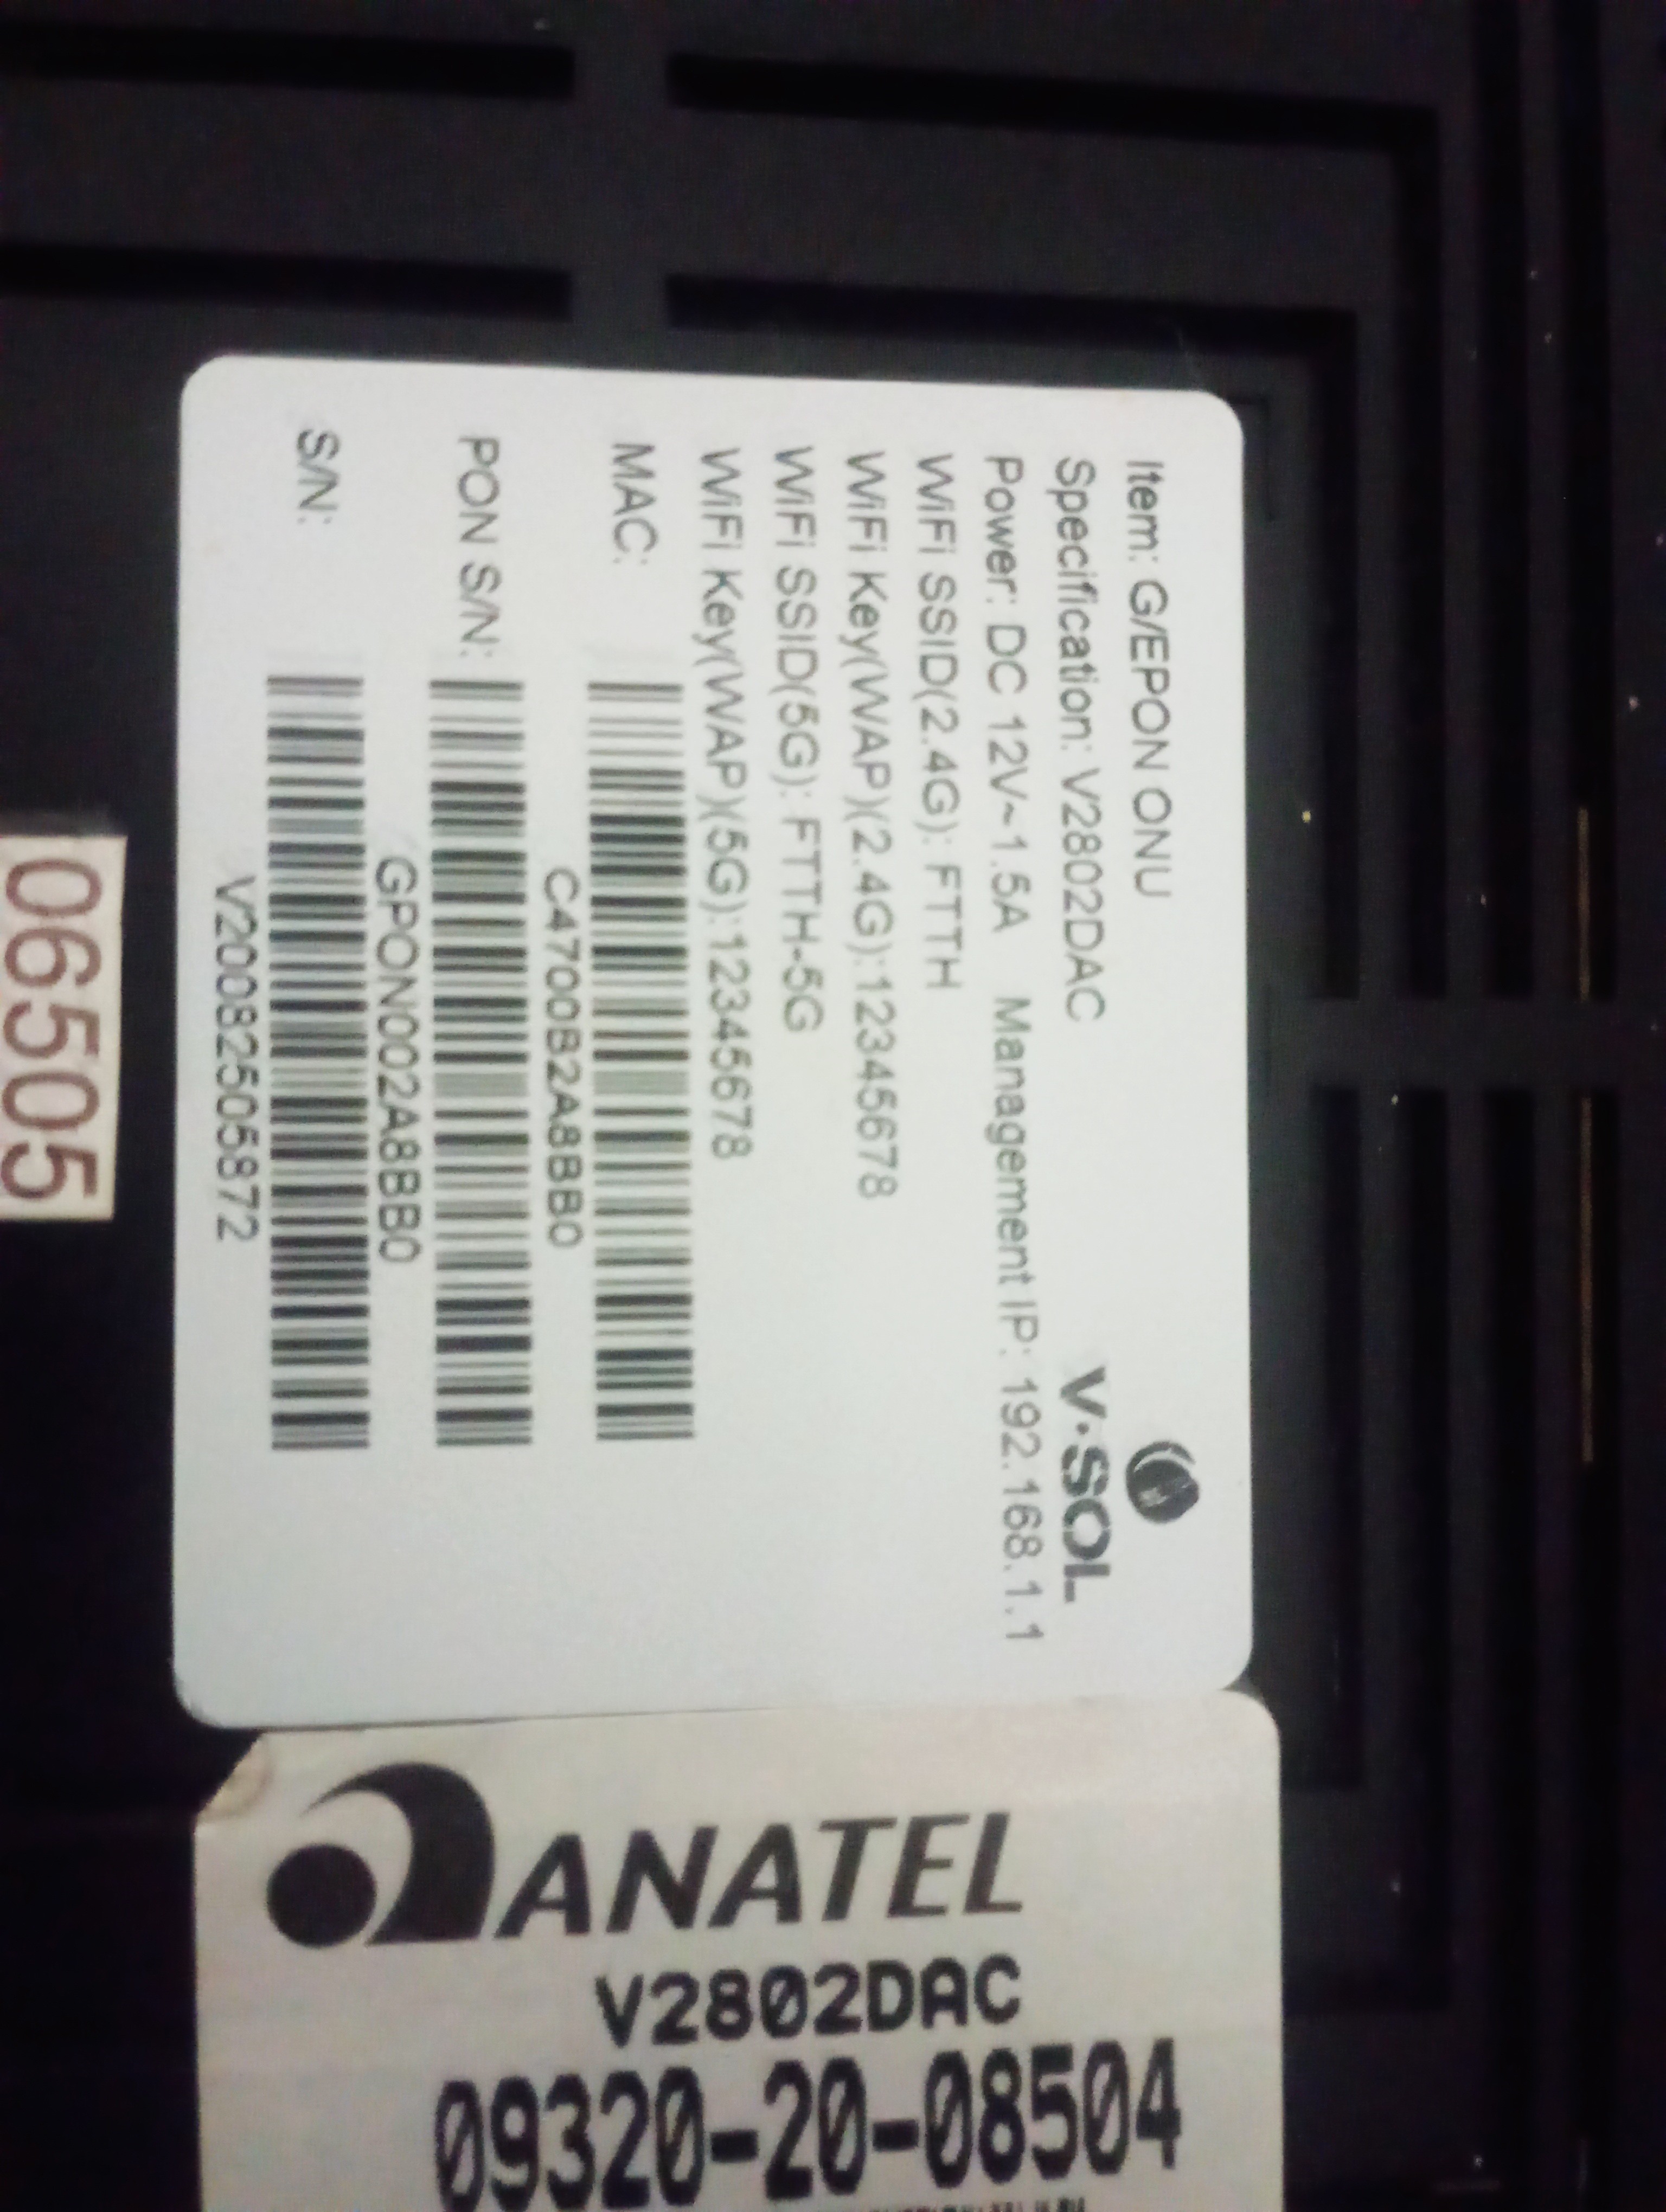 V·SOL
Item: G/EPON ONU
Specification: V2802DAC
Power: DC 12V~1.5A Management IP: 192.168.1.1
WiFi SSID(2.4G): FTTH
WiFi Key(WAP)(2.4G):12345678
WiFi SSID(5G): FTTH-5G
WiFi Key(WAP)(5G):12345678
MAC:
C4700B2A8BB0
PON S/N:
GPON002A8BB0
S/N:
V20082505872
06505
ANATEL
V2802DAC
09320-20-08504